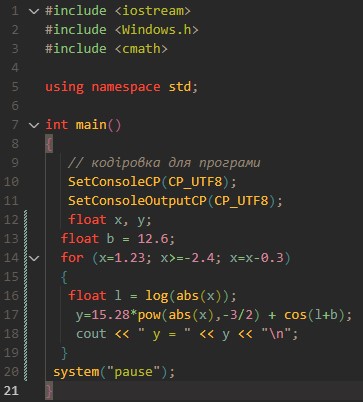 1 #include <iostream>
2 #include <Windows.h>
3 #include <cmath>
4
5 using namespace std;
6
7 int main()
8 {
9 // кодіровка для програми
10 SetConsoleCP(CP_UTF8);
11 SetConsoleOutputCP(CP_UTF8);
12 float x, y;
13 float b = 12.6;
14 for (x=1.23; x>=-2.4; x=x-0.3)
15 {
16 float l = log(abs(x));
17 y=15.28*pow(abs(x),-3/2) + cos(l+b);
18 cout << " y = " << y << "\n";
19 }
20 system("pause");
21 }